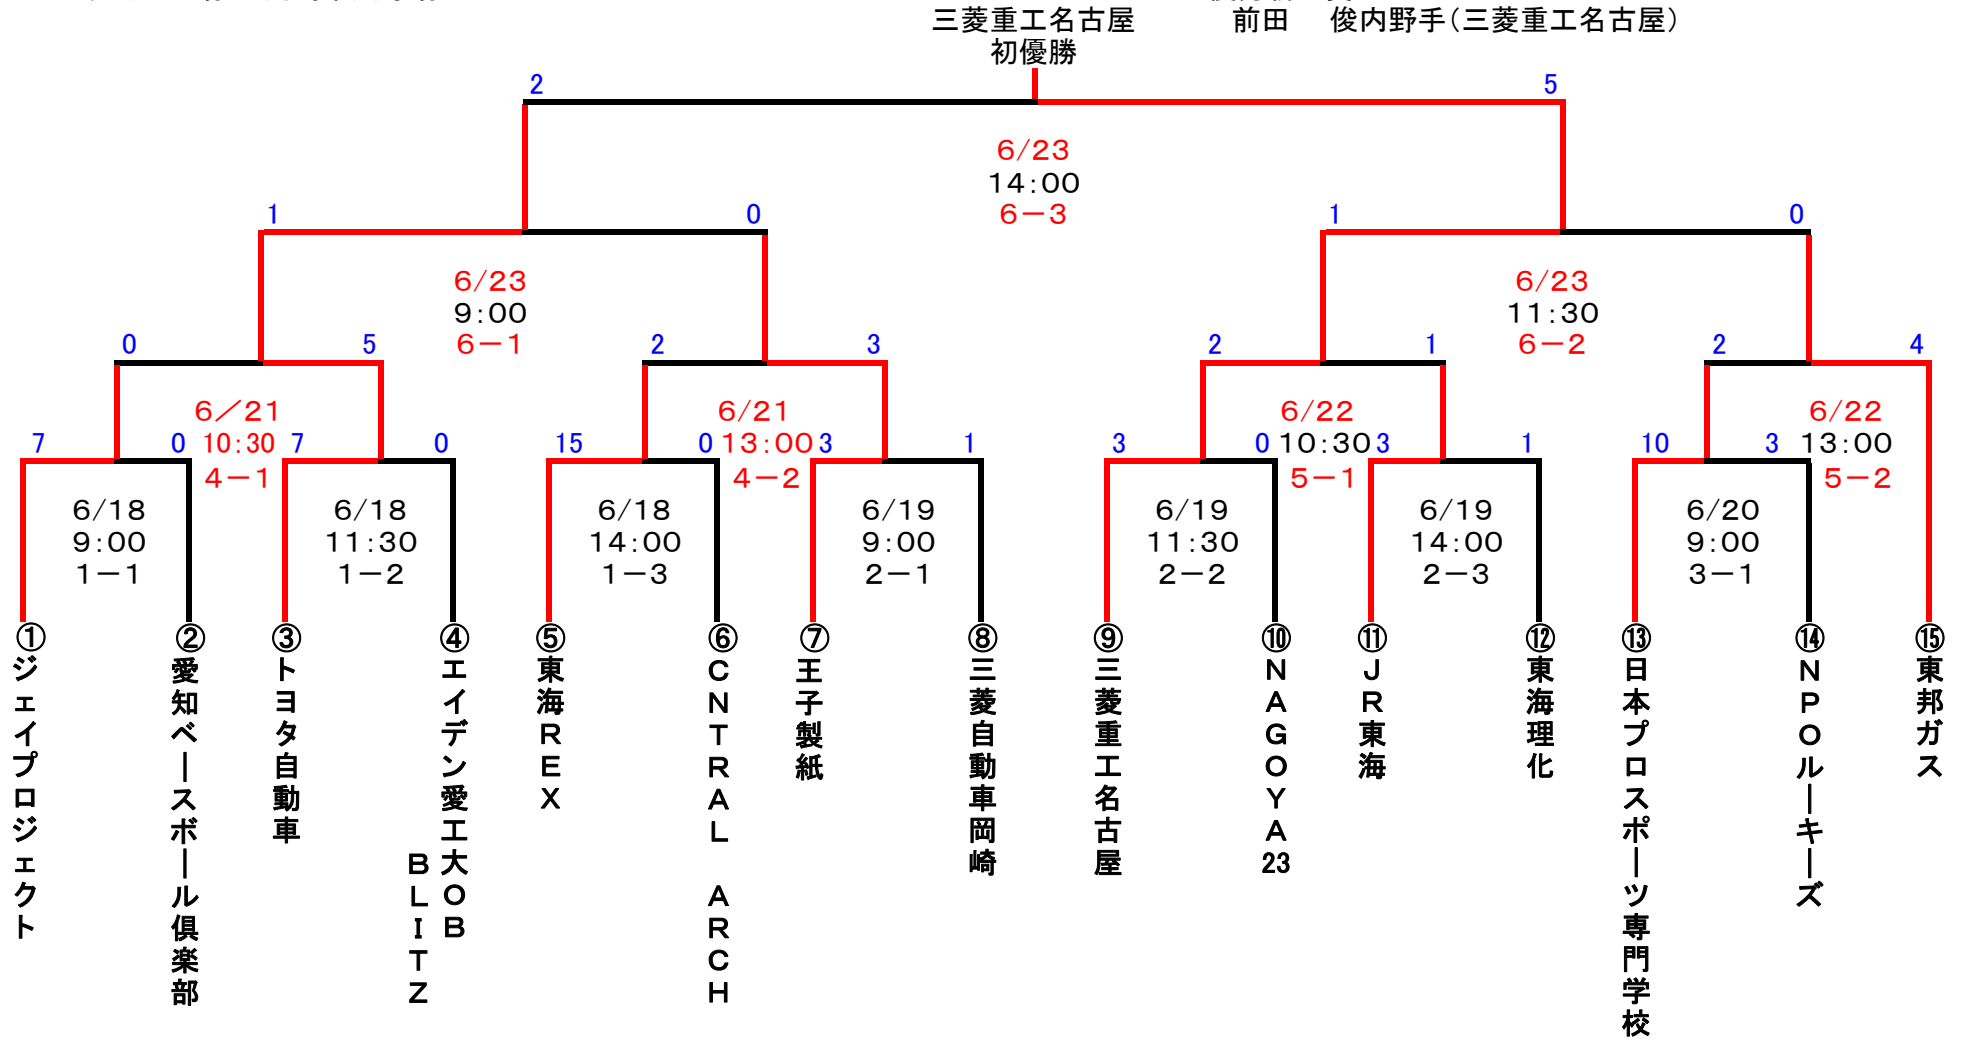 三菱重工名古屋 前田 俊内野手(三菱重工名古屋)
初優勝
2 5
6/23
14:00
6－3
1 0 1 0
6/23 6/23
9:00 11:30
6－1 6－2
0 5 2 3 2 1 2 4
6／21 6/21 6/22 6/22
7 0 10:30 7 0 15 0 13:00 3 1 3 0 10:30 3 1 10 3 13:00
4－1 4－2 5－1 5－2
6/18 6/18 6/18 6/19 6/19 6/19 6/20
9:00 11:30 14:00 9:00 11:30 14:00 9:00
1－1 1－2 1－3 2－1 2－2 2－3 3－1
①ジェイプロジェクト
②愛知ベースボール倶楽部
③トヨタ自動車
④エイデン愛工大ＯＢ
ＢＬＩＴＺ
⑤東海ＲＥＸ
⑥ＣＮＴＲＡＬ ＡＲＣＨ
⑦王子製紙
⑧三菱自動車岡崎
⑨三菱重工名古屋
⑩ＮＡＧＯＹＡ23
⑪ＪＲ東海
⑫東海理化
⑬日本プロスポーツ専門学校
⑭ＮＰＯルーキーズ
⑮東邦ガス